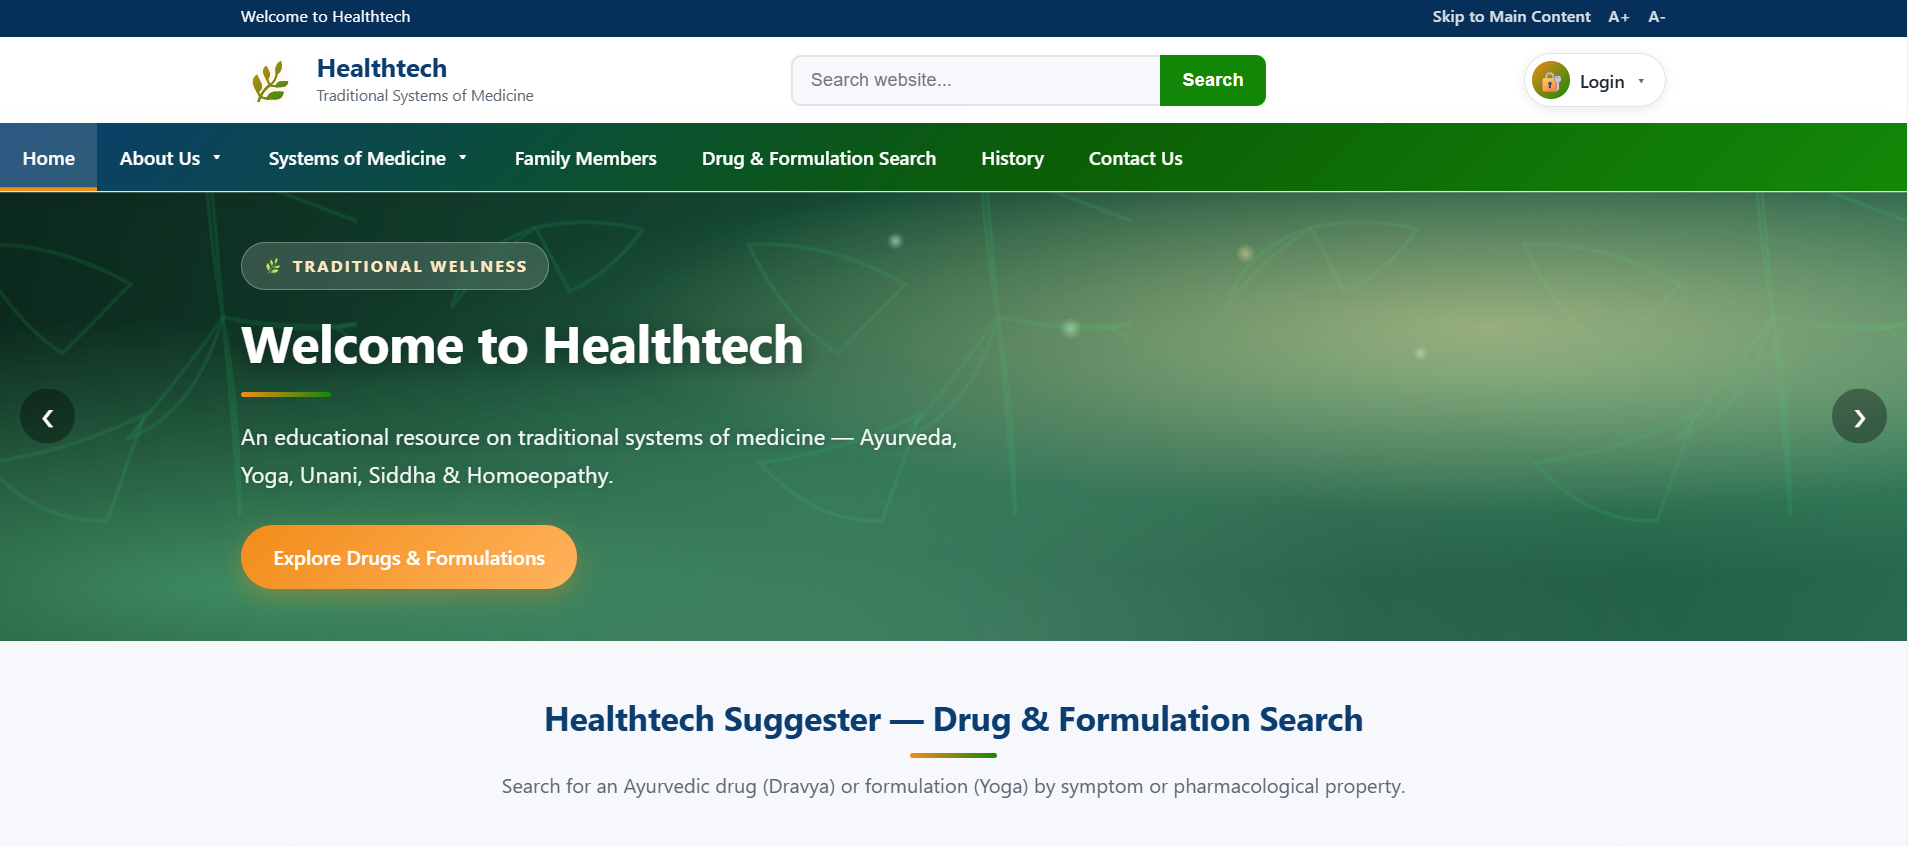 Welcome to Healthtech
Skip to Main Content A+ A-
Healthtech
Traditional Systems of Medicine
Search website...
Search
Login
Home
About Us
Systems of Medicine
Family Members
Drug & Formulation Search
History
Contact Us
TRADITIONAL WELLNESS
Welcome to Healthtech
An educational resource on traditional systems of medicine — Ayurveda,
Yoga, Unani, Siddha & Homoeopathy.
Explore Drugs & Formulations
Healthtech Suggester — Drug & Formulation Search
Search for an Ayurvedic drug (Dravya) or formulation (Yoga) by symptom or pharmacological property.